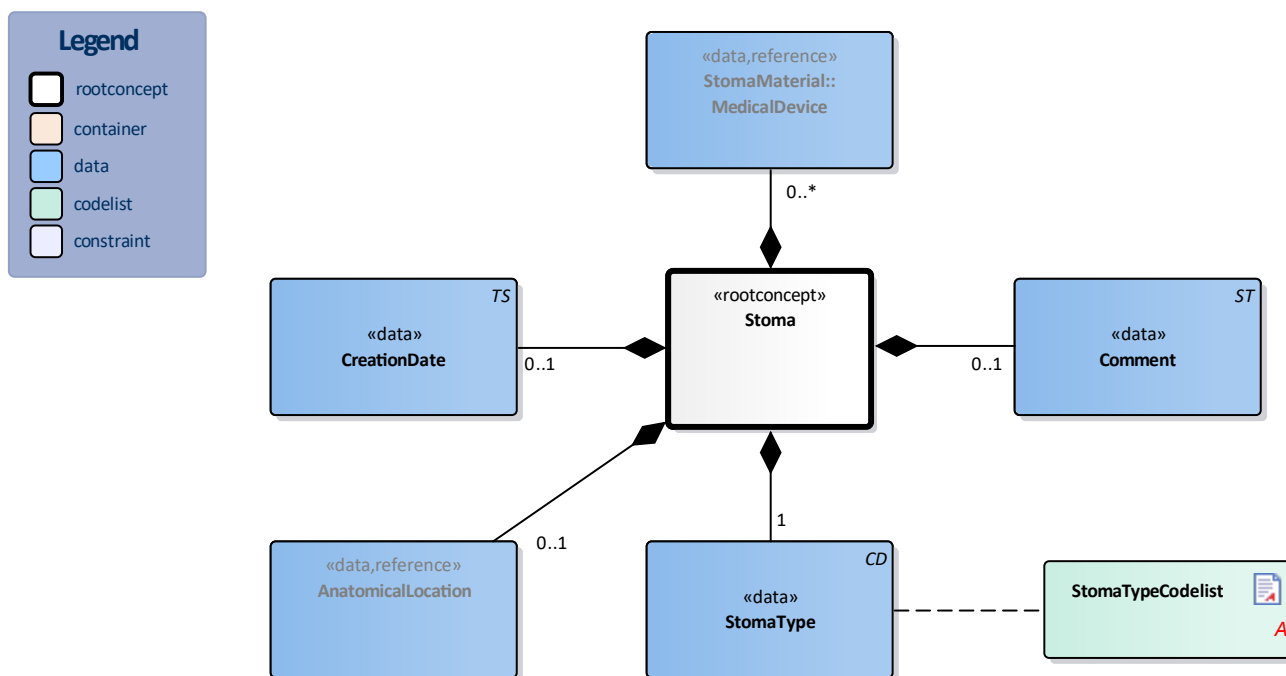 Legend
rootconcept
container
data
codelist
constraint
«data,reference»
StomaMaterial::
MedicalDevice
0..*
TS
«data»
CreationDate
0..1
«rootconcept»
Stoma
ST
«data»
Comment
0..1
«data,reference»
AnatomicalLocation
0..1
1
CD
«data»
StomaType
StomaTypeCodelist
A